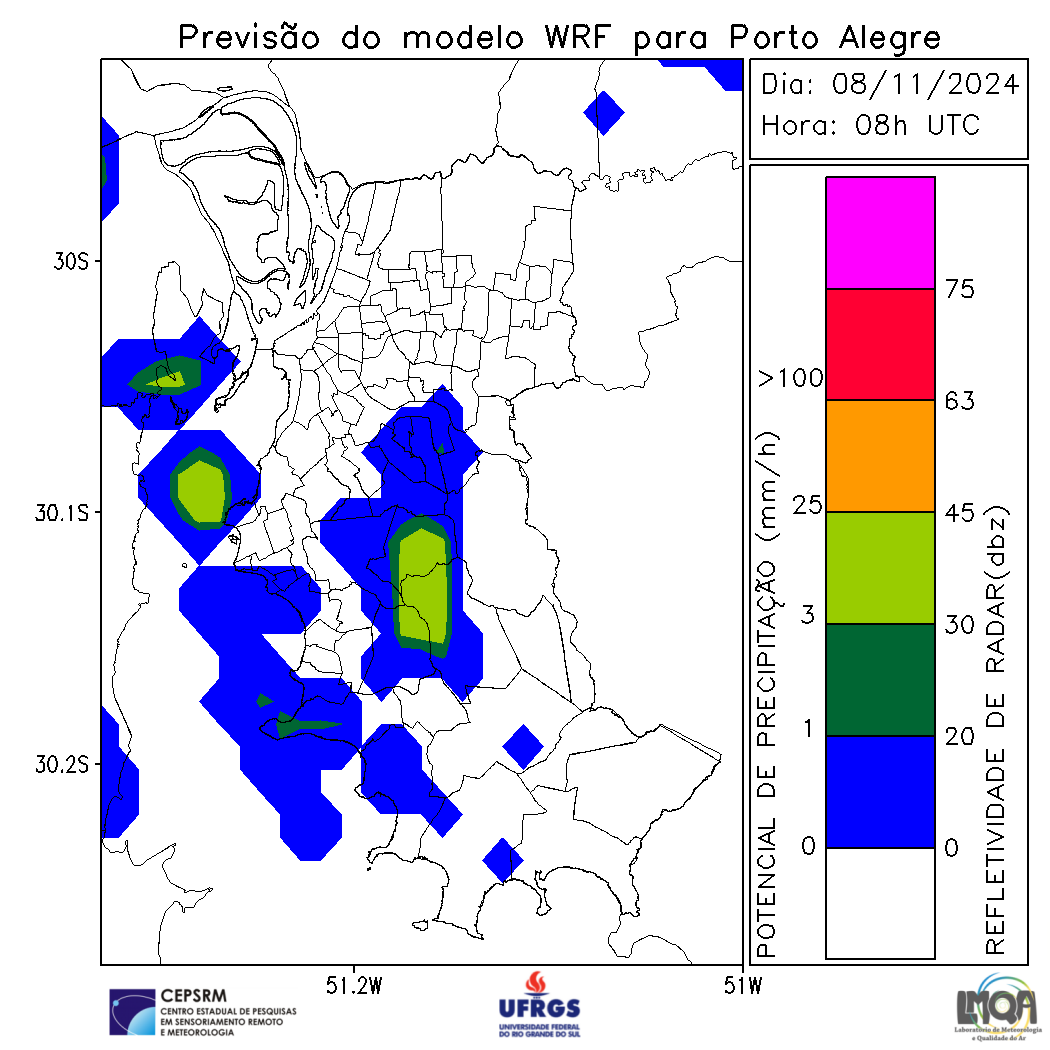 Previsão do modelo WRF para Porto Alegre
Dia: 08/11/2024
Hora: 08h UTC
30S
30.1S
30.2S
51.2W
51W
POTENCIAL DE PRECIPITAÇÃO (mm/h)
>100
25
3
1
0
75
63
45
30
20
0
REFLETIVIDADE DE RADAR(dbz)
CEPSRM
CENTRO ESTADUAL DE PESQUISAS
EM SENSORIAMENTO REMOTO
E METEOROLOGIA
UFRGS
UNIVERSIDADE FEDERAL
DO RIO GRANDE DO SUL
LMQA
Laboratório de Meteorologia
e Qualidade do Ar